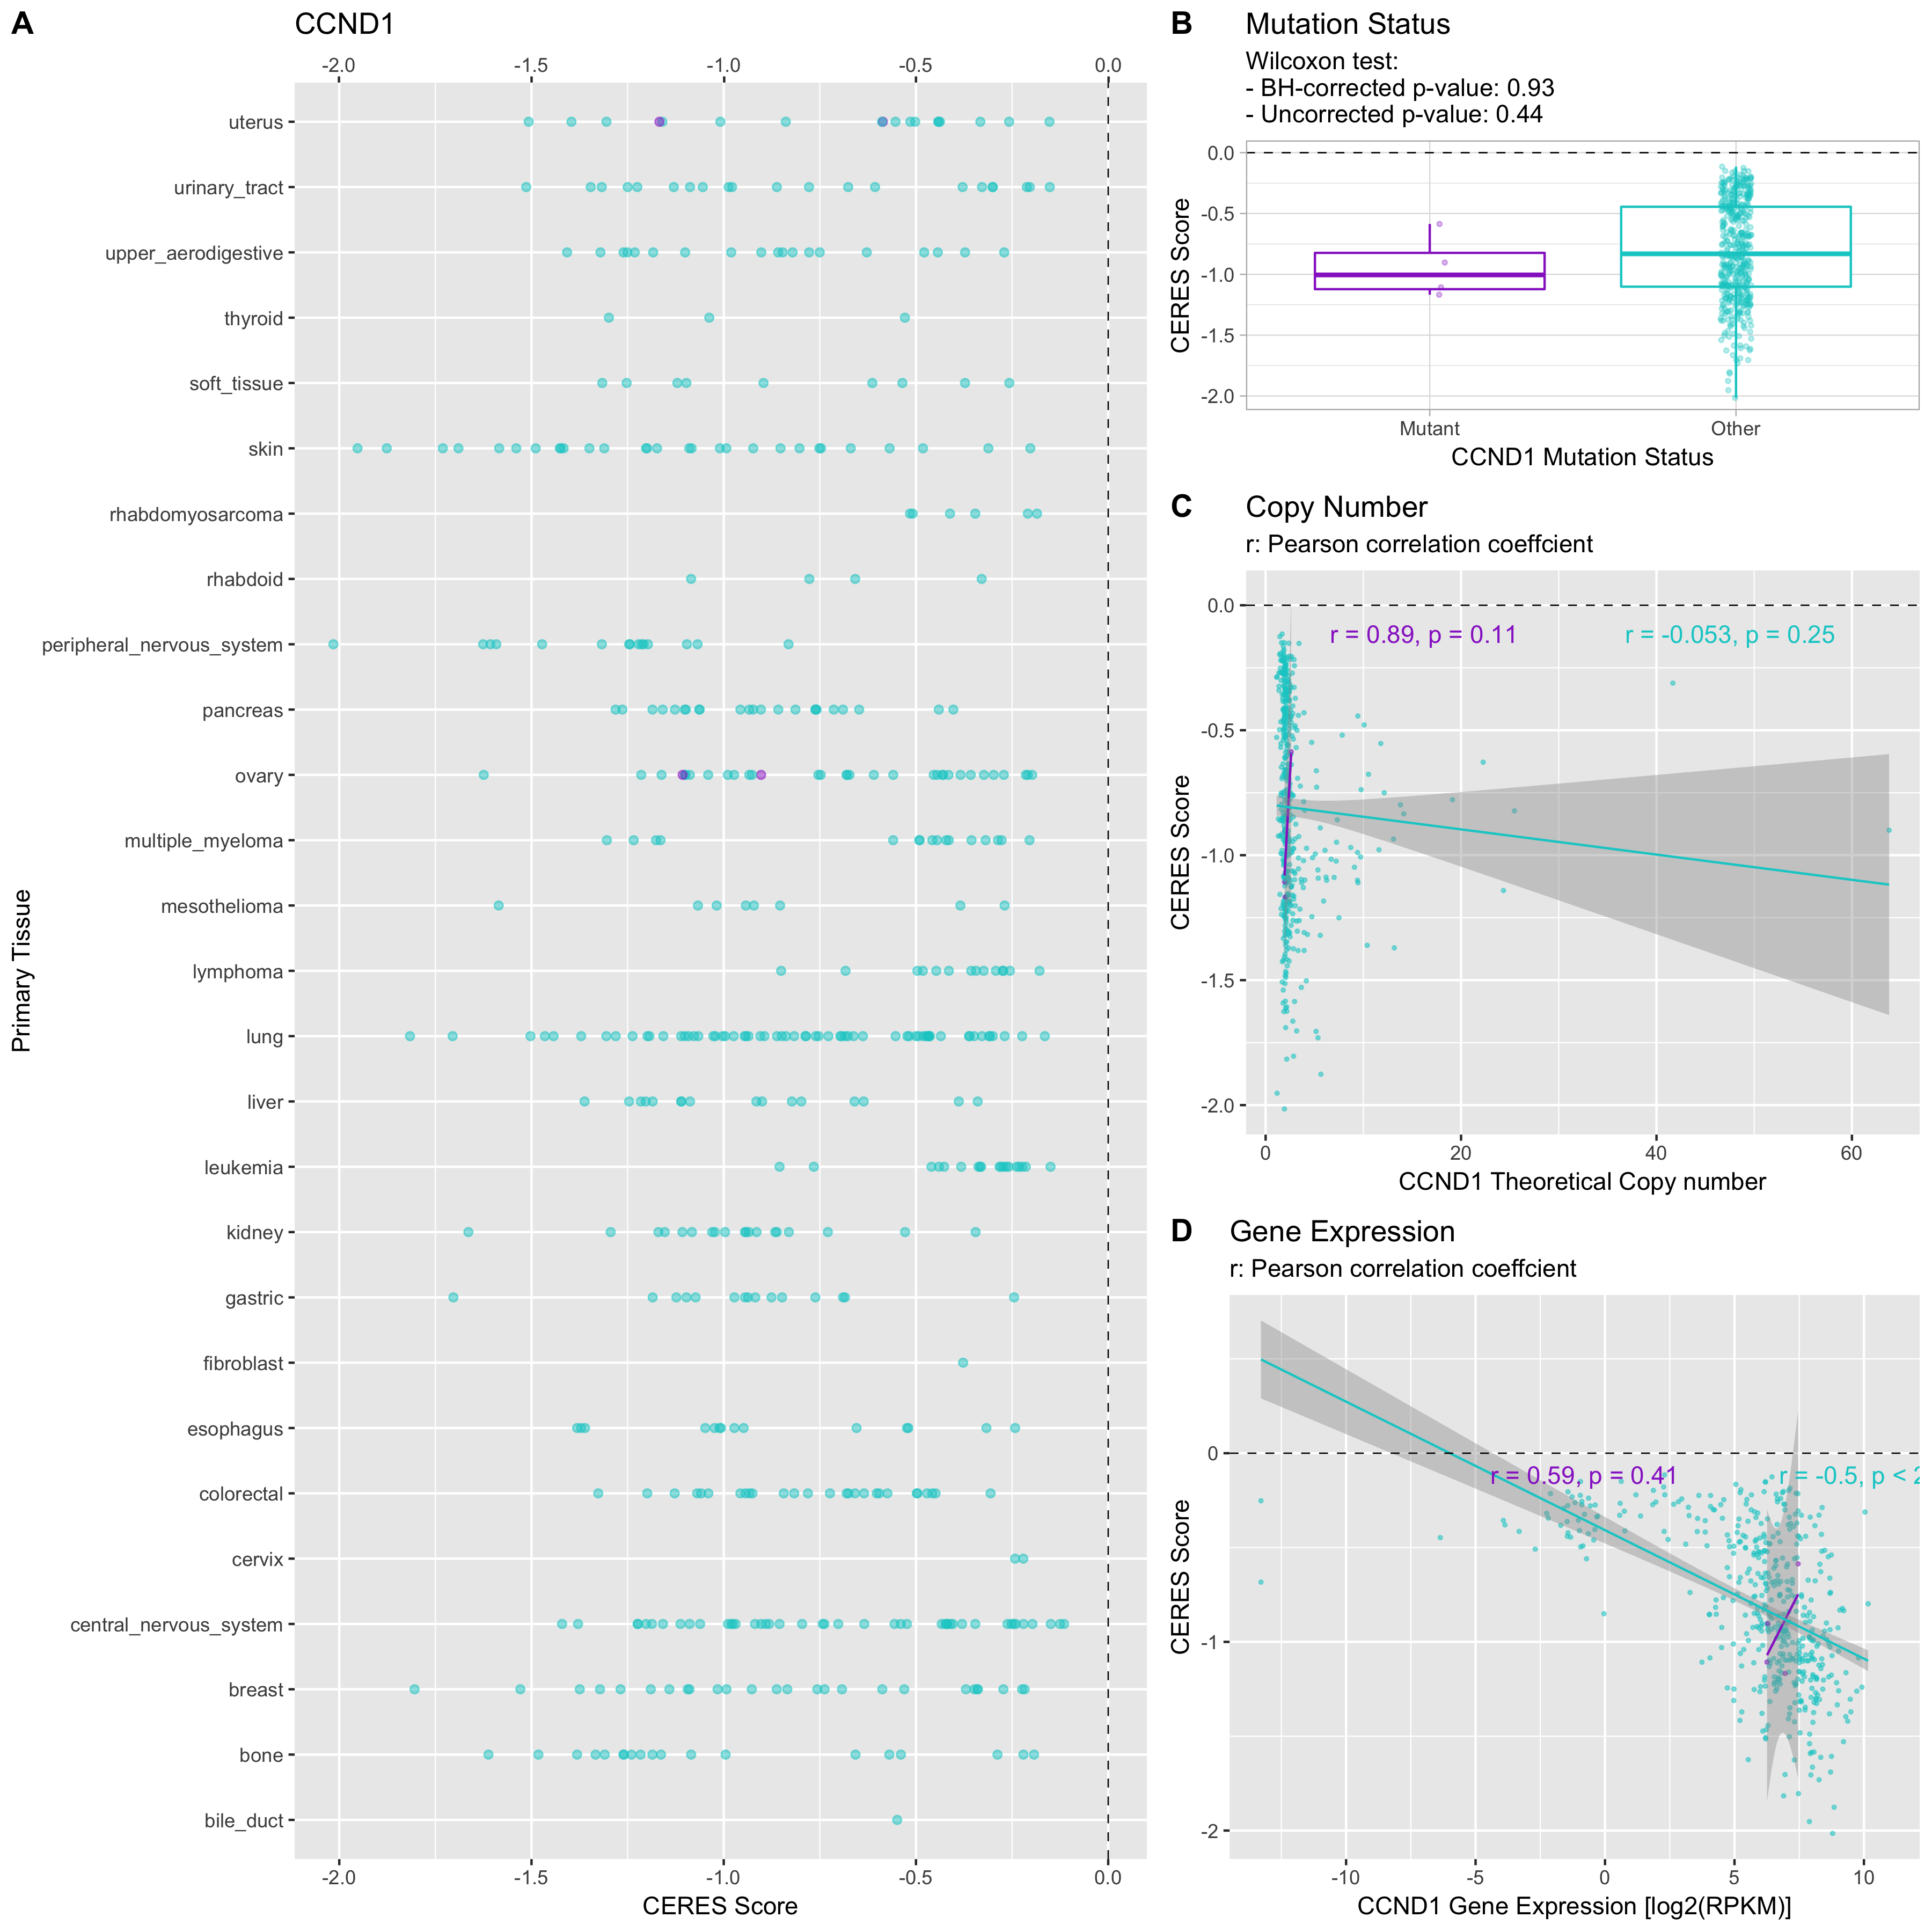 A
CCND1
-2.0 -1.5 -1.0 -0.5 0.0
uterus
urinary_tract
upper_aerodigestive
thyroid
soft_tissue
skin
rhabdomyosarcoma
rhabdoid
peripheral_nervous_system
pancreas
ovary
multiple_myeloma
mesothelioma
lymphoma
lung
liver
leukemia
kidney
gastric
fibroblast
esophagus
colorectal
cervix
central_nervous_system
breast
bone
bile_duct
Primary Tissue
-2.0 -1.5 -1.0 -0.5 0.0
CERES Score
B
Mutation Status
Wilcoxon test:
- BH-corrected p-value: 0.93
- Uncorrected p-value: 0.44
0.0
-0.5
-1.0
-1.5
-2.0
CERES Score
Mutant Other
CCND1 Mutation Status
C
Copy Number
r: Pearson correlation coeffcient
r = 0.89, p = 0.11
r = -0.053, p = 0.25
0.0
-0.5
-1.0
-1.5
-2.0
CERES Score
0 20 40 60
CCND1 Theoretical Copy number
D
Gene Expression
r: Pearson correlation coeffcient
r = 0.59, p = 0.41
r = -0.5, p < 2
0
-1
-2
CERES Score
-10 -5 0 5 10
CCND1 Gene Expression [log2(RPKM)]